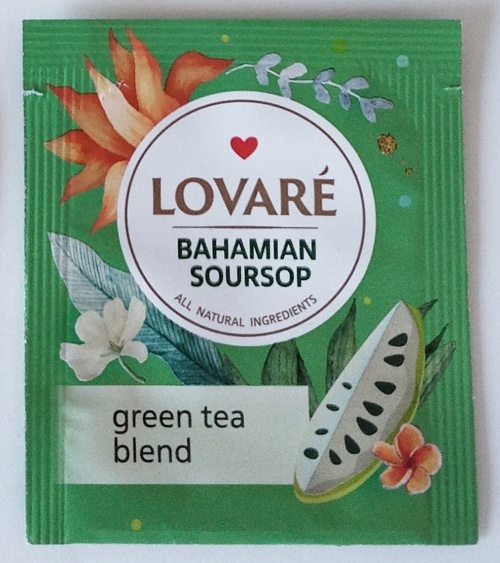 LOVARÉ
BAHAMIAN
SOURSOP
ALL NATURAL INGREDIENTS
green tea
blend